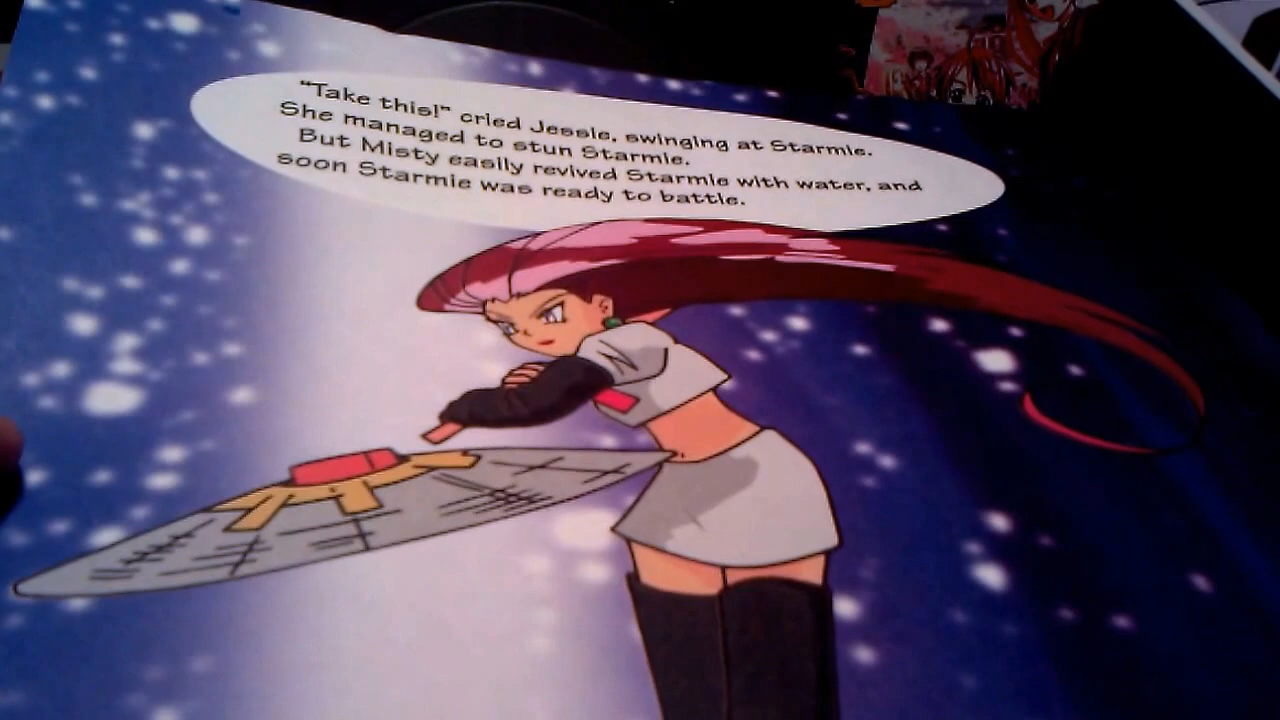 “Take this!” cried Jessie, swinging at Starmie.
She managed to stun Starmie.
But Misty easily revived Starmie with water, and
soon Starmie was ready to battle.